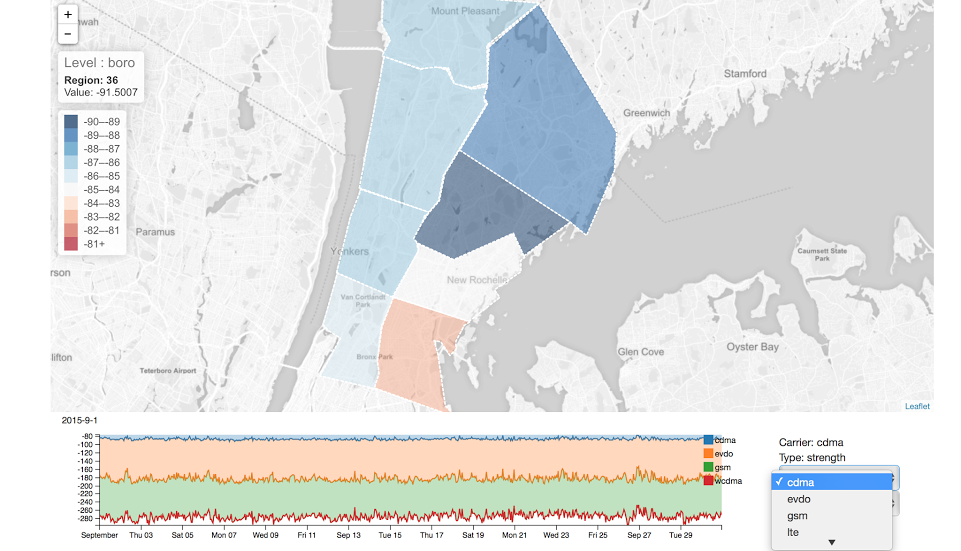 +
−
hwah
Mount Pleasant
Level : boro
Region: 36
Value: -91.5007
Stamford
Greenwich
-90–-89
-89–-88
-88–-87
-87–-86
-86–-85
-85–-84
-84–-83
-83–-82
-82–-81
-81+
Paramus
Yonkers
Caumsett State
Park
rson
New Rochelle
Van Cortlandt
Park
lifton
Bronx Park
Glen Cove
Oyster Bay
Teterboro Airport
Leaflet
2015-9-1
-80
-100
-120
-140
-160
-180
-200
-220
-240
-260
-280
cdma
evdo
gsm
wcdma
September Thu 03 Sat 05 Mon 07 Wed 09 Fri 11 Sep 13 Tue 15 Thu 17 Sat 19 Mon 21 Wed 23 Fri 25 Sep 27 Tue 29
Carrier: cdma
Type: strength
✓ cdma
evdo
gsm
lte